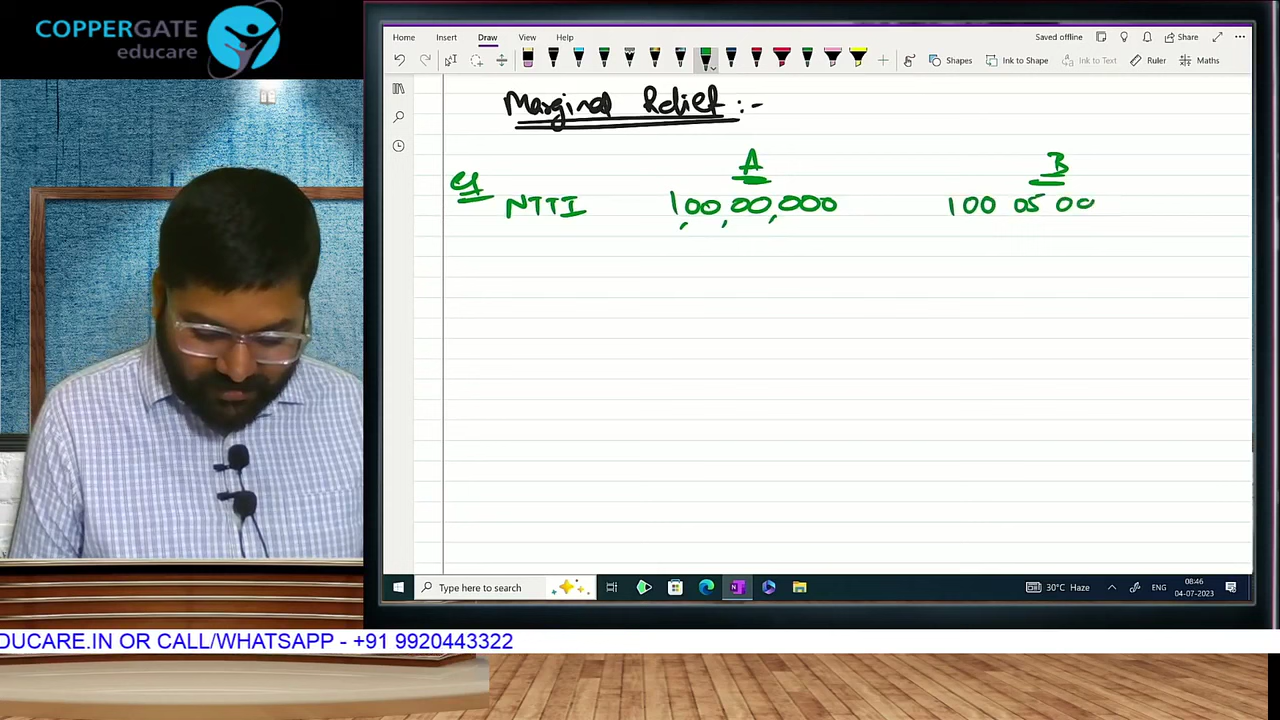 COPPERGATE
educare
Home Insert Draw View Help
Saved offline Share
Shapes Ink to Shape Ink to Text Ruler Maths
Marginal Relief :-
A B
eg NTTI 1,00,00,000 100 05 00
Type here to search
30°C Haze ENG 08:46
04-07-2023
DUCARE.IN OR CALL/WHATSAPP - +91 9920443322